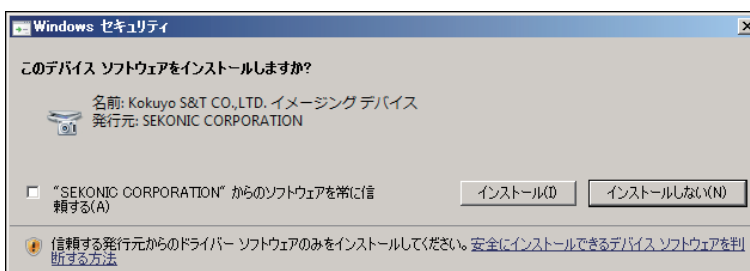 Windows セキュリティ
このデバイス ソフトウェアをインストールしますか?
名前: Kokuyo S&T CO.,LTD. イメージング デバイス
発行元: SEKONIC CORPORATION
"SEKONIC CORPORATION" からのソフトウェアを常に信
頼する(A)
インストール(I)
インストールしない(N)
信頼する発行元からのドライバー ソフトウェアのみをインストールしてください。安全にインストールできるデバイス ソフトウェアを判
断する方法